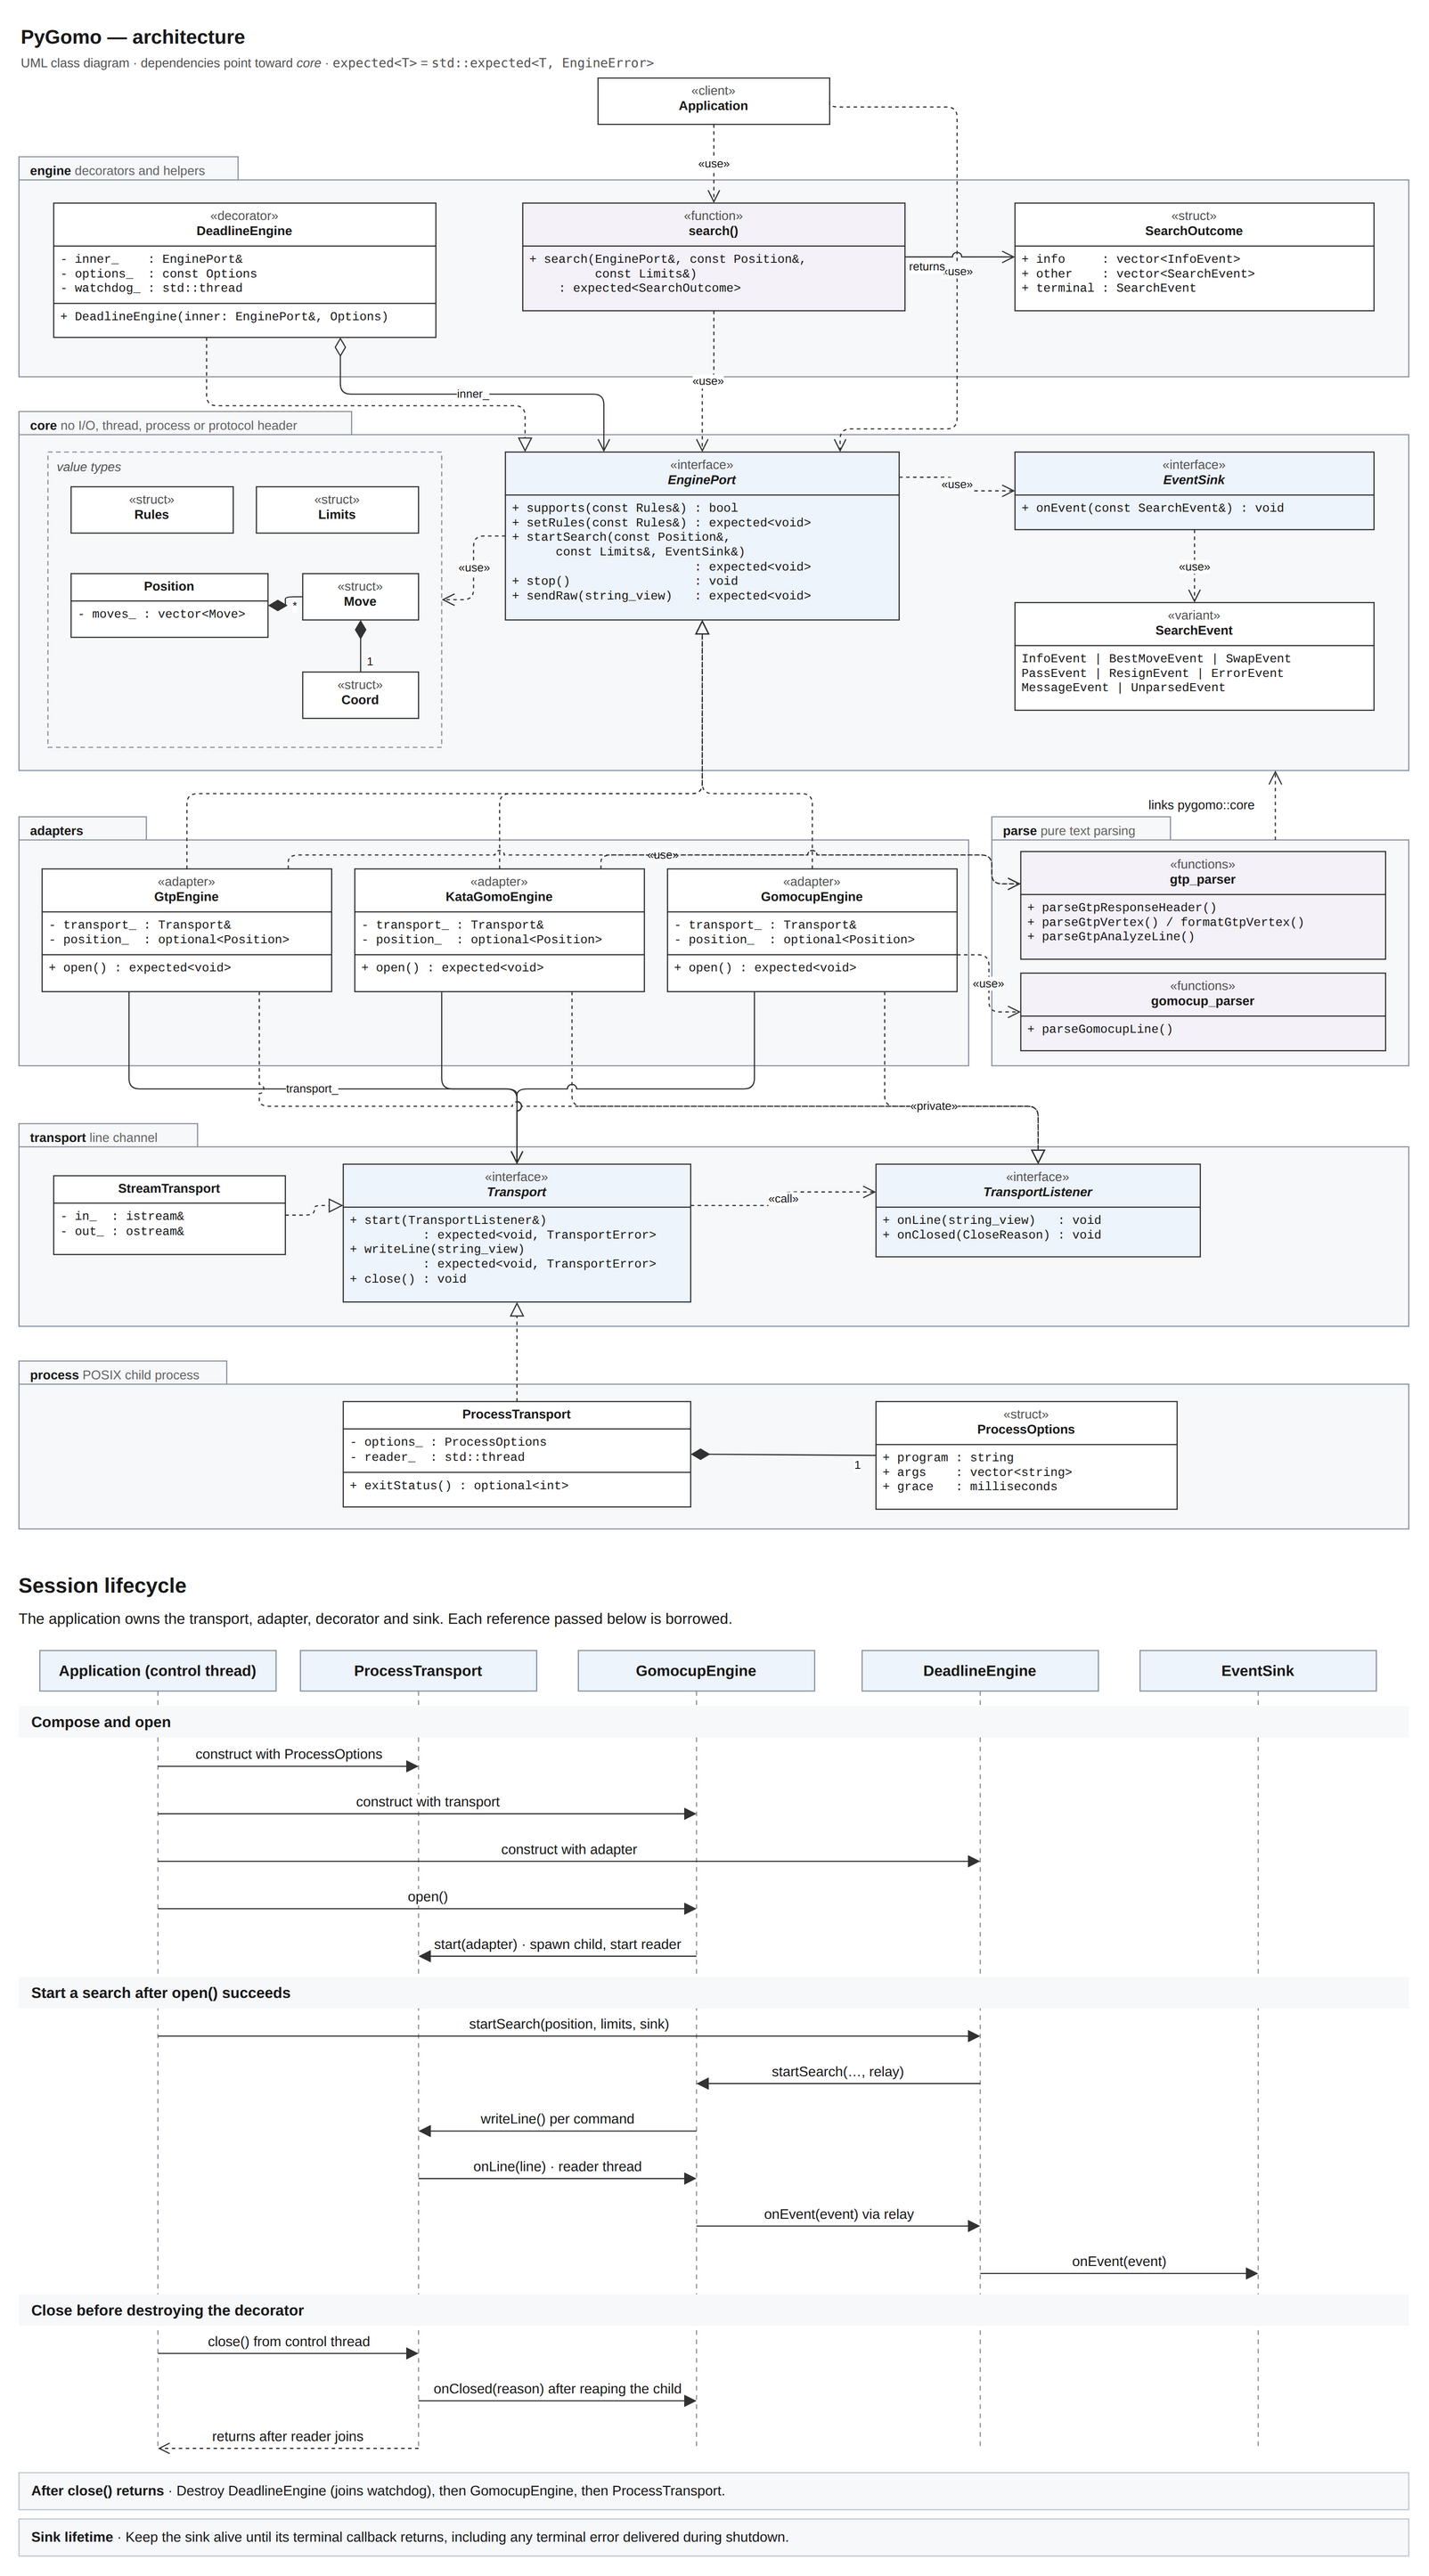 PyGomo — architecture
UML class diagram · dependencies point toward core · expected<T> = std::expected<T, EngineError>
«client»
Application
«use»
engine decorators and helpers
«decorator»
DeadlineEngine
- inner_    : EnginePort&
- options_  : const Options
- watchdog_ : std::thread
+ DeadlineEngine(inner: EnginePort&, Options)
«function»
search()
+ search(EnginePort&, const Position&,
const Limits&)
: expected<SearchOutcome>
returns
«use»
«struct»
SearchOutcome
+ info     : vector<InfoEvent>
+ other    : vector<SearchEvent>
+ terminal : SearchEvent
«use»
inner_
core no I/O, thread, process or protocol header
value types
«struct»
Rules
«struct»
Limits
Position
- moves_ : vector<Move>
*
«struct»
Move
1
«struct»
Coord
«use»
«interface»
EnginePort
+ supports(const Rules&) : bool
+ setRules(const Rules&) : expected<void>
+ startSearch(const Position&,
const Limits&, EventSink&)
: expected<void>
+ stop()                 : void
+ sendRaw(string_view)   : expected<void>
«use»
«interface»
EventSink
+ onEvent(const SearchEvent&) : void
«use»
«variant»
SearchEvent
InfoEvent | BestMoveEvent | SwapEvent
PassEvent | ResignEvent | ErrorEvent
MessageEvent | UnparsedEvent
links pygomo::core
adapters
parse pure text parsing
«use»
«adapter»
GtpEngine
- transport_ : Transport&
- position_  : optional<Position>
+ open() : expected<void>
«adapter»
KataGomoEngine
- transport_ : Transport&
- position_  : optional<Position>
+ open() : expected<void>
«adapter»
GomocupEngine
- transport_ : Transport&
- position_  : optional<Position>
+ open() : expected<void>
«use»
«functions»
gtp_parser
+ parseGtpResponseHeader()
+ parseGtpVertex() / formatGtpVertex()
+ parseGtpAnalyzeLine()
«functions»
gomocup_parser
+ parseGomocupLine()
transport_
«private»
transport line channel
StreamTransport
- in_  : istream&
- out_ : ostream&
«interface»
Transport
+ start(TransportListener&)
: expected<void, TransportError>
+ writeLine(string_view)
: expected<void, TransportError>
+ close() : void
«call»
«interface»
TransportListener
+ onLine(string_view)   : void
+ onClosed(CloseReason) : void
process POSIX child process
ProcessTransport
- options_ : ProcessOptions
- reader_  : std::thread
+ exitStatus() : optional<int>
1
«struct»
ProcessOptions
+ program : string
+ args    : vector<string>
+ grace   : milliseconds
Session lifecycle
The application owns the transport, adapter, decorator and sink. Each reference passed below is borrowed.
Application (control thread)
ProcessTransport
GomocupEngine
DeadlineEngine
EventSink
Compose and open
construct with ProcessOptions
construct with transport
construct with adapter
open()
start(adapter) · spawn child, start reader
Start a search after open() succeeds
startSearch(position, limits, sink)
startSearch(…, relay)
writeLine() per command
onLine(line) · reader thread
onEvent(event) via relay
onEvent(event)
Close before destroying the decorator
close() from control thread
onClosed(reason) after reaping the child
returns after reader joins
After close() returns · Destroy DeadlineEngine (joins watchdog), then GomocupEngine, then ProcessTransport.
Sink lifetime · Keep the sink alive until its terminal callback returns, including any terminal error delivered during shutdown.